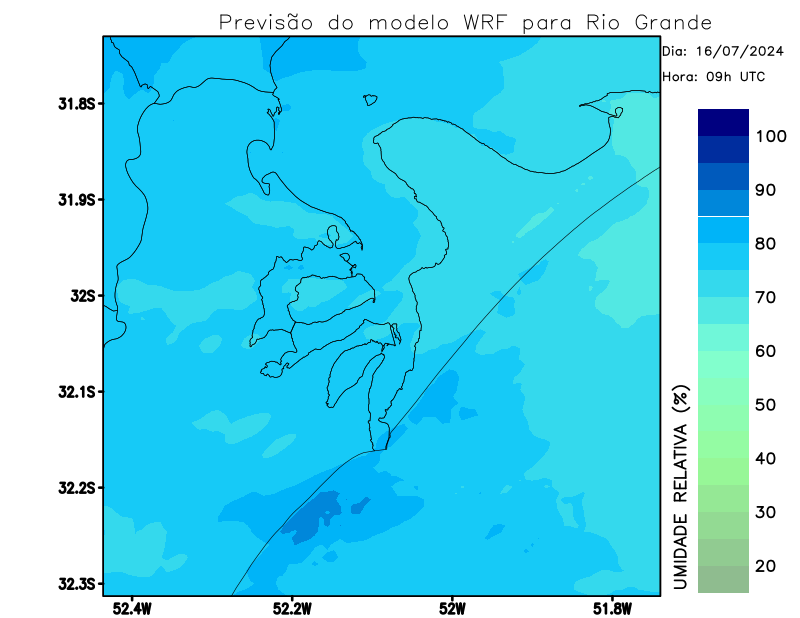 Previsão do modelo WRF para Rio Grande
Dia: 16/07/2024
Hora: 09h UTC
31.8S
31.9S
32S
32.1S
32.2S
32.3S
52.4W
52.2W
52W
51.8W
100
90
80
70
60
50
40
30
20
UMIDADE RELATIVA (%)